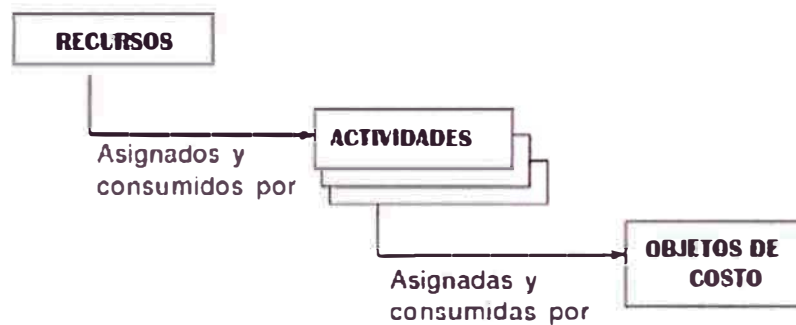 RECURSOS
Asignados y
consumidos por
ACTIVIDADES
Asignadas y
consumidas por
OBJETOS DE
COSTO